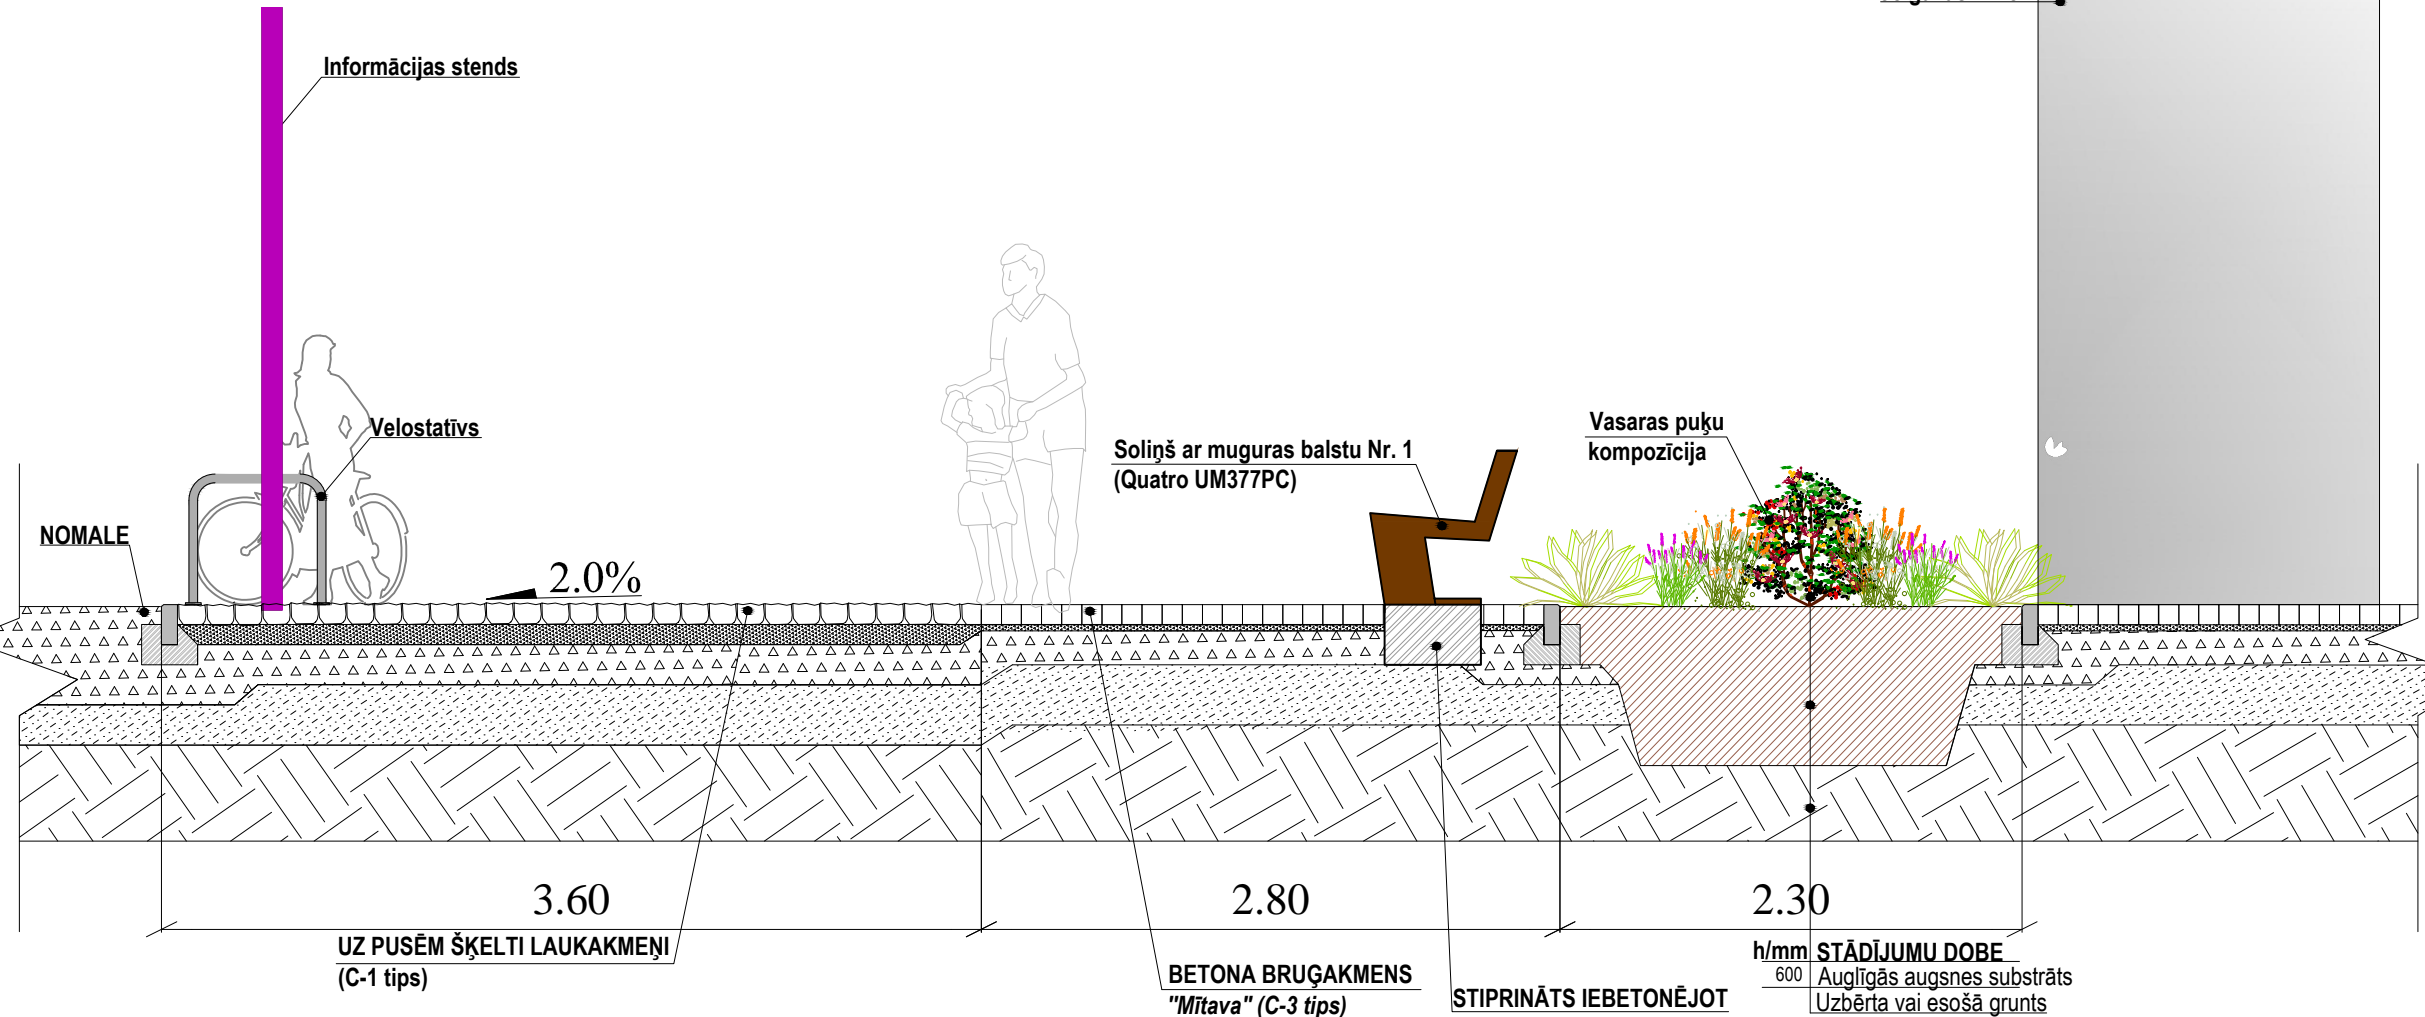 Informācijas stends
Velostatīvs
NOMALE
2.0%
Soliņš ar muguras balstu Nr. 1
(Quatro UM377PC)
Vasaras puķu
kompozīcija
3.60
2.80
2.30
UZ PUSĒM ŠĶELTI LAUKAKMEŅI
(C-1 tips)
BETONA BRUĢAKMENS
"Mītava" (C-3 tips)
STIPRINĀTS IEBETONĒJOT
h/mm STĀDĪJUMU DOBE
600 Auglīgās augsnes substrāts
Uzbērta vai esošā grunts